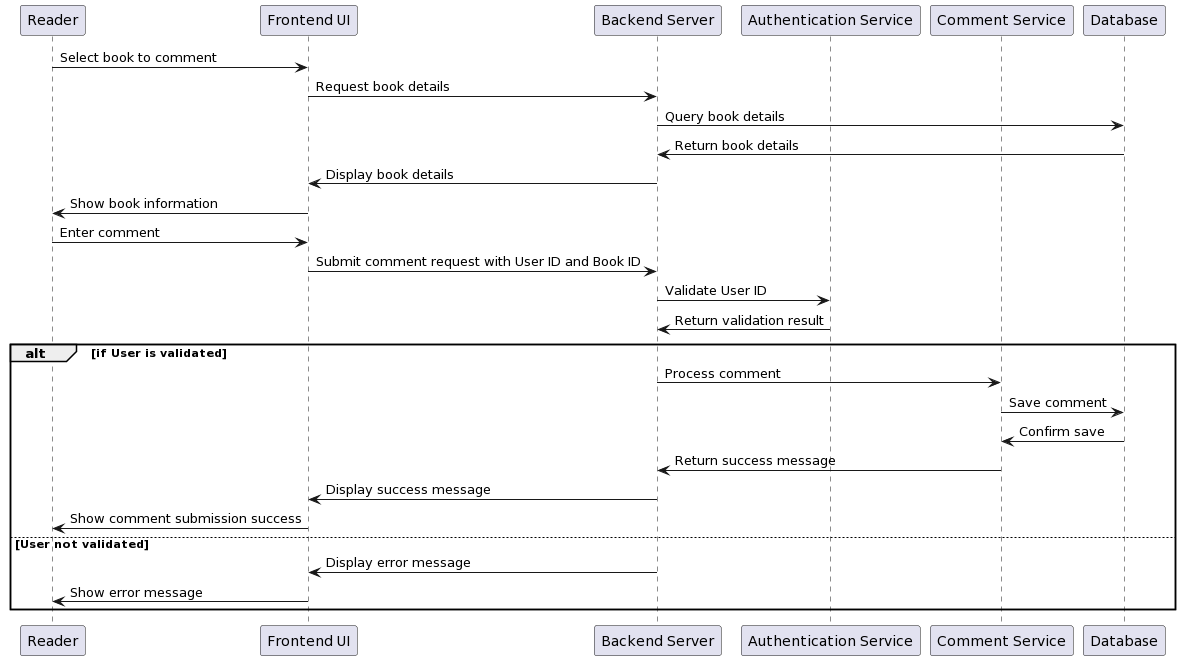 Reader Frontend UI Backend Server Authentication Service Comment Service Database
Select book to comment
Request book details
Query book details
Return book details
Display book details
Show book information
Enter comment
Submit comment request with User ID and Book ID
Validate User ID
Return validation result
alt [if User is validated]
Process comment
Save comment
Confirm save
Return success message
Display success message
Show comment submission success
[User not validated]
Display error message
Show error message
Reader Frontend UI Backend Server Authentication Service Comment Service Database